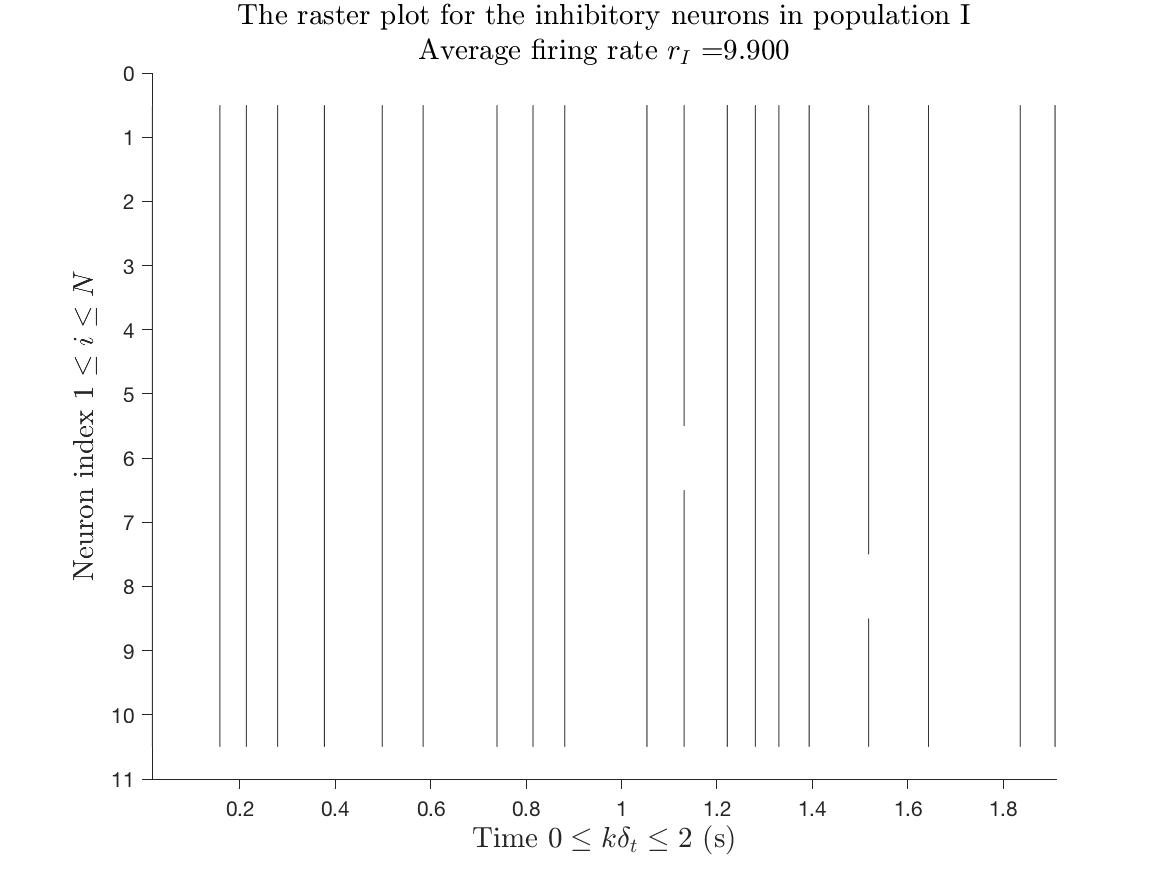 The raster plot for the inhibitory neurons in population I
Average firing rate r_I =9.900
0
1
2
3
4
5
6
7
8
9
10
11
Neuron index 1 ≤ i ≤ N
0.2 0.4 0.6 0.8 1 1.2 1.4 1.6 1.8
Time 0 ≤ kδ_t ≤ 2 (s)